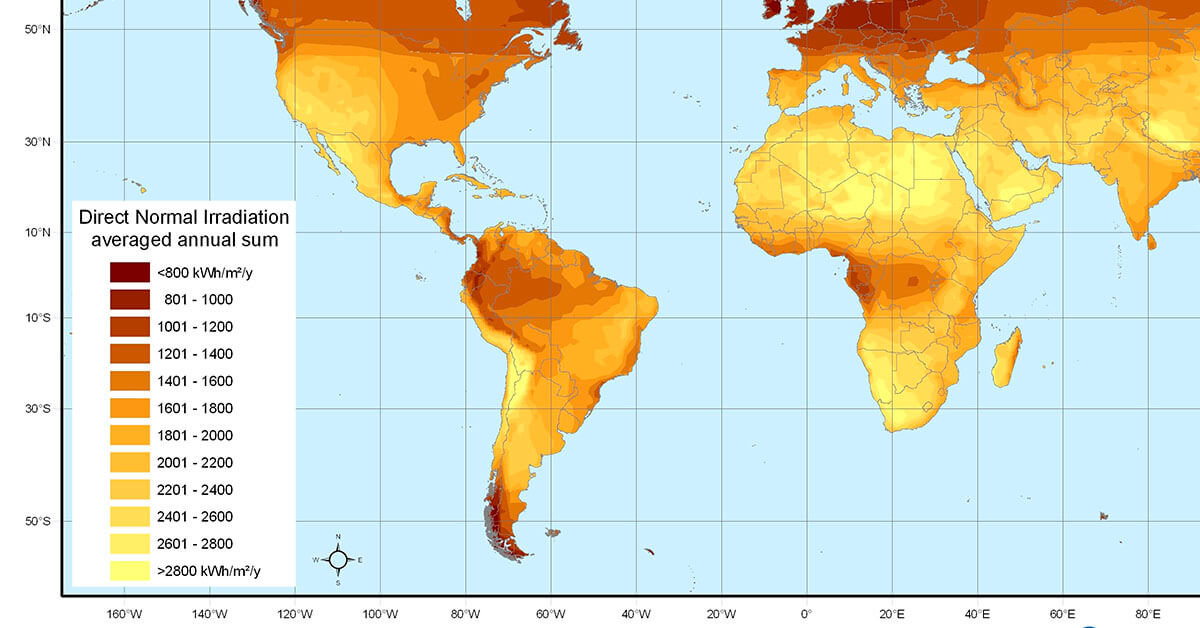 50°N
30°N
10°N
10°S
30°S
50°S
Direct Normal Irradiation
averaged annual sum
<800 kWh/m²/y
801 - 1000
1001 - 1200
1201 - 1400
1401 - 1600
1601 - 1800
1801 - 2000
2001 - 2200
2201 - 2400
2401 - 2600
2601 - 2800
>2800 kWh/m²/y
N
W E
S
160°W 140°W 120°W 100°W 80°W 60°W 40°W 20°W 0° 20°E 40°E 60°E 80°E